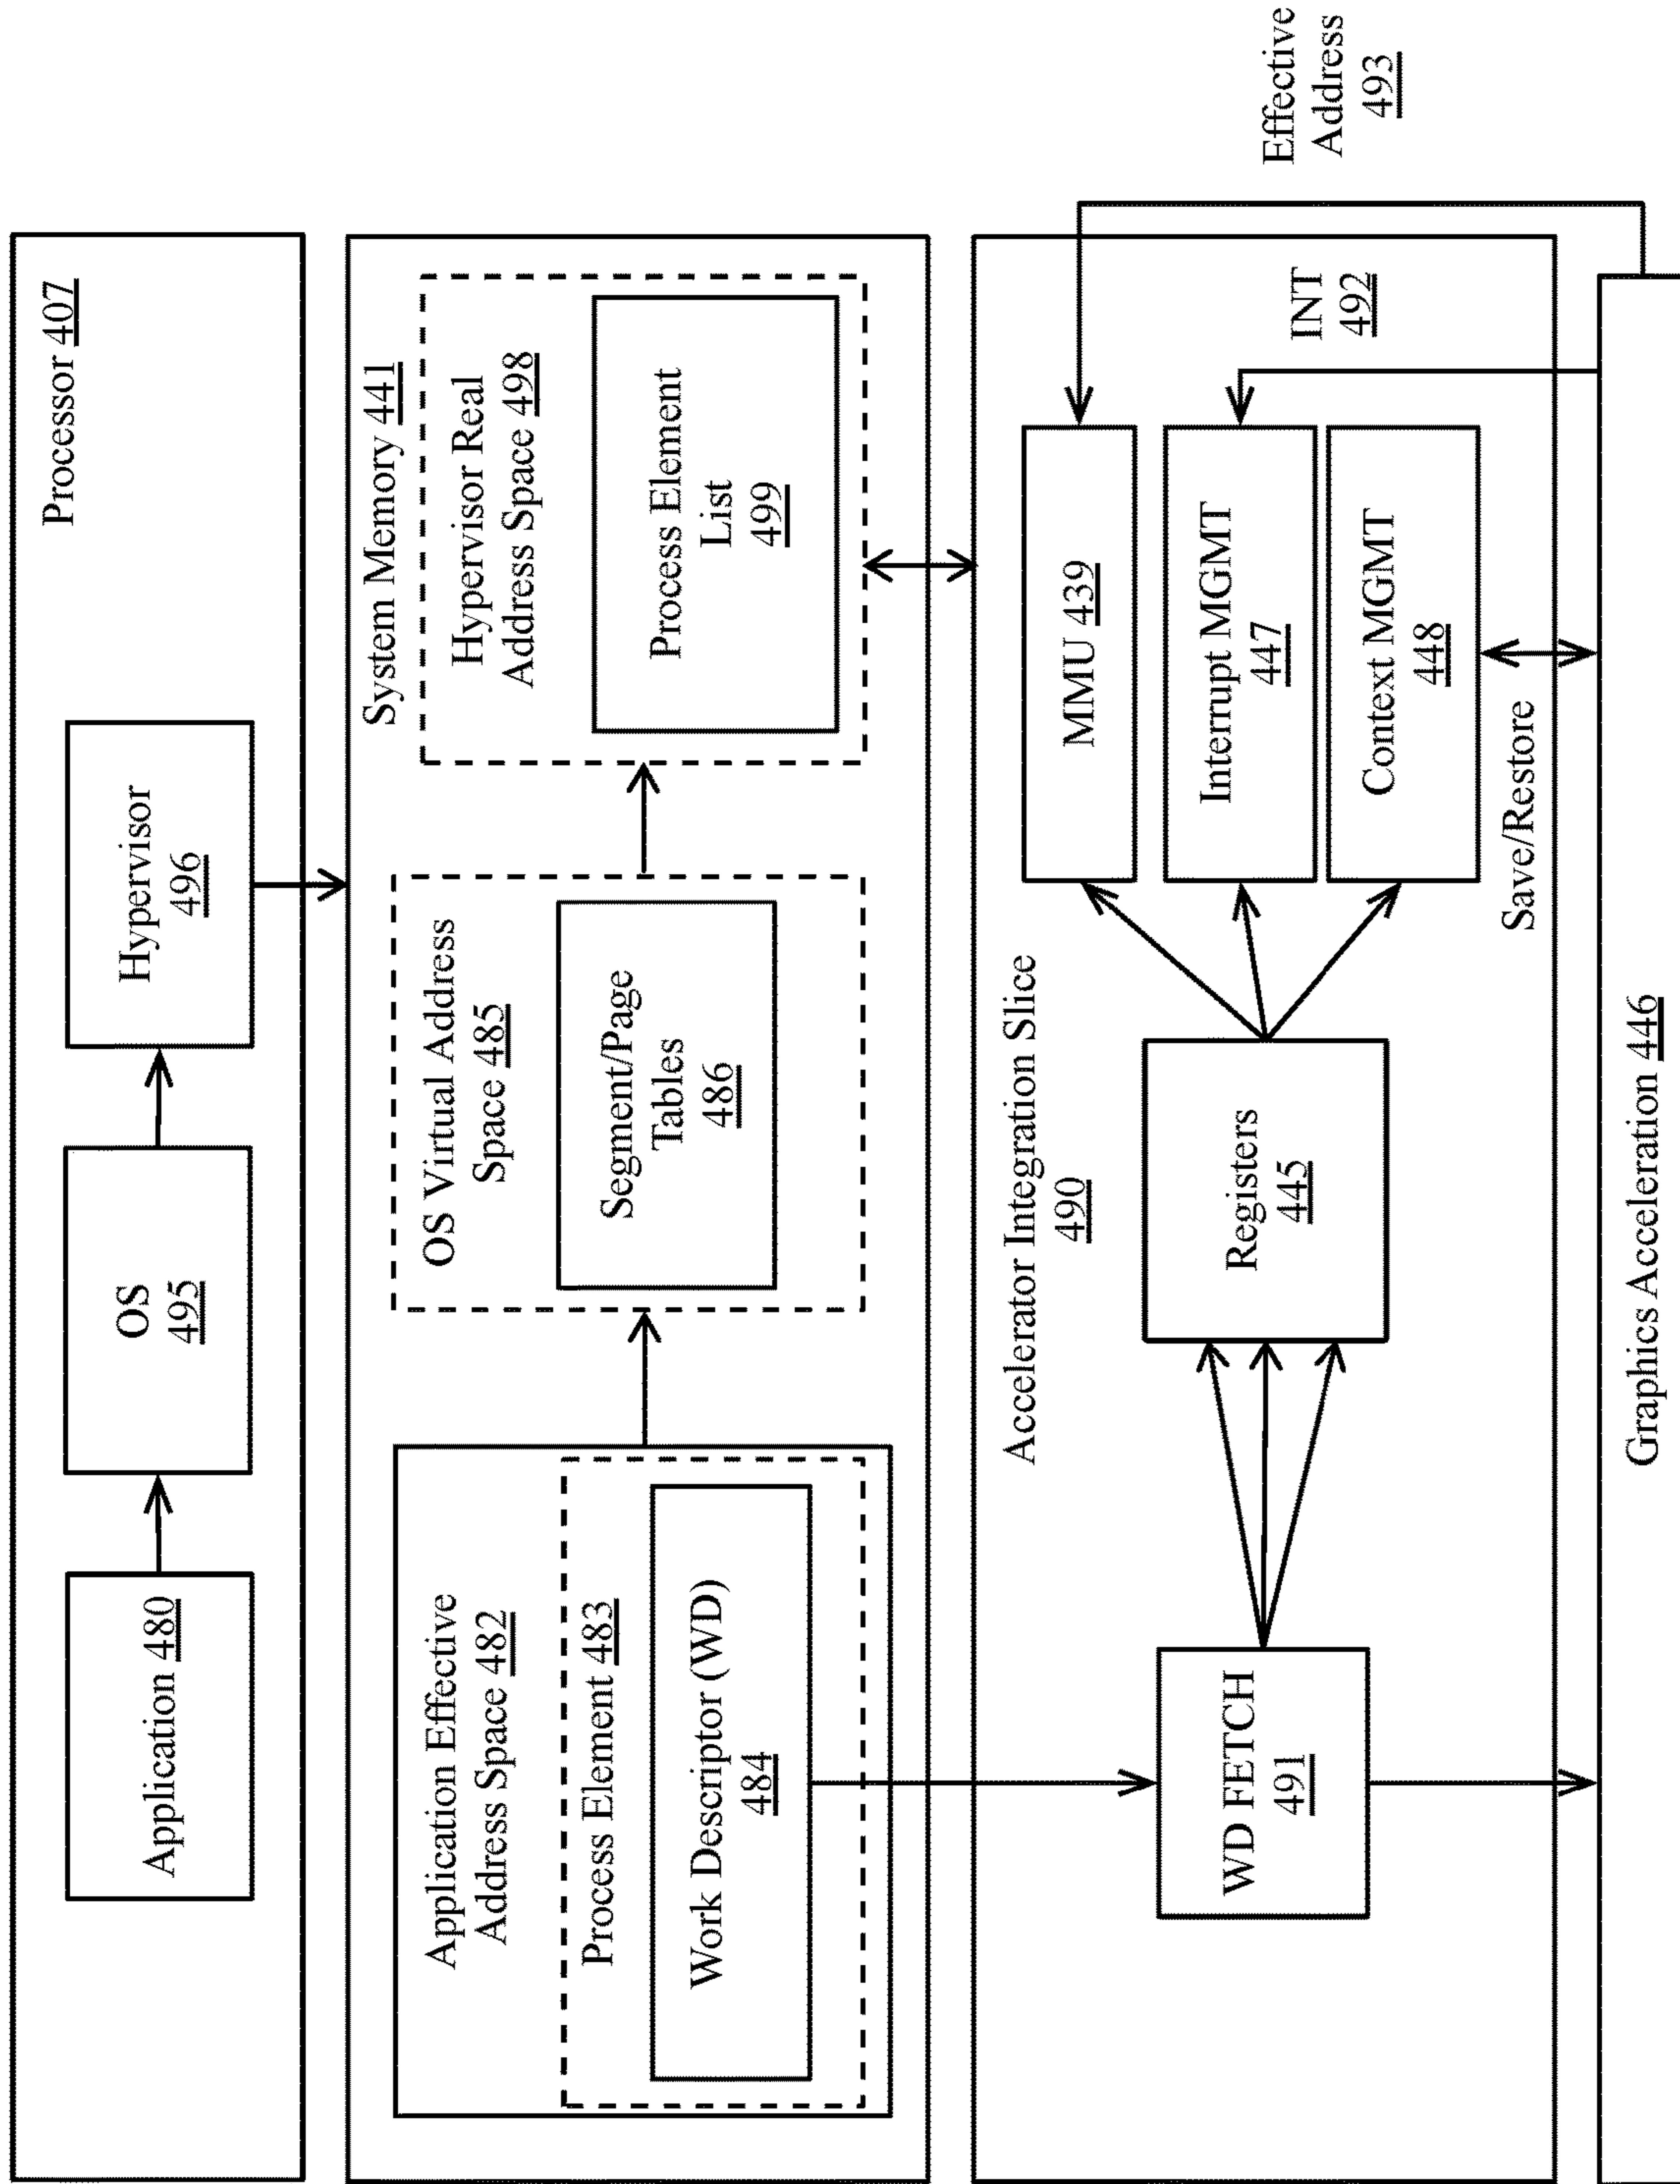 Processor 407
Application 480
OS
495
Hypervisor
496
System Memory 441
Application Effective
Address Space 482
Process Element 483
Work Descriptor (WD)
484
OS Virtual Address
Space 485
Segment/Page
Tables
486
Hypervisor Real
Address Space 498
Process Element
List
499
Accelerator Integration Slice
490
WD FETCH
491
Registers
445
MMU 439
Interrupt MGMT
447
Context MGMT
448
Save/Restore
INT
492
Effective
Address
493
Graphics Acceleration 446